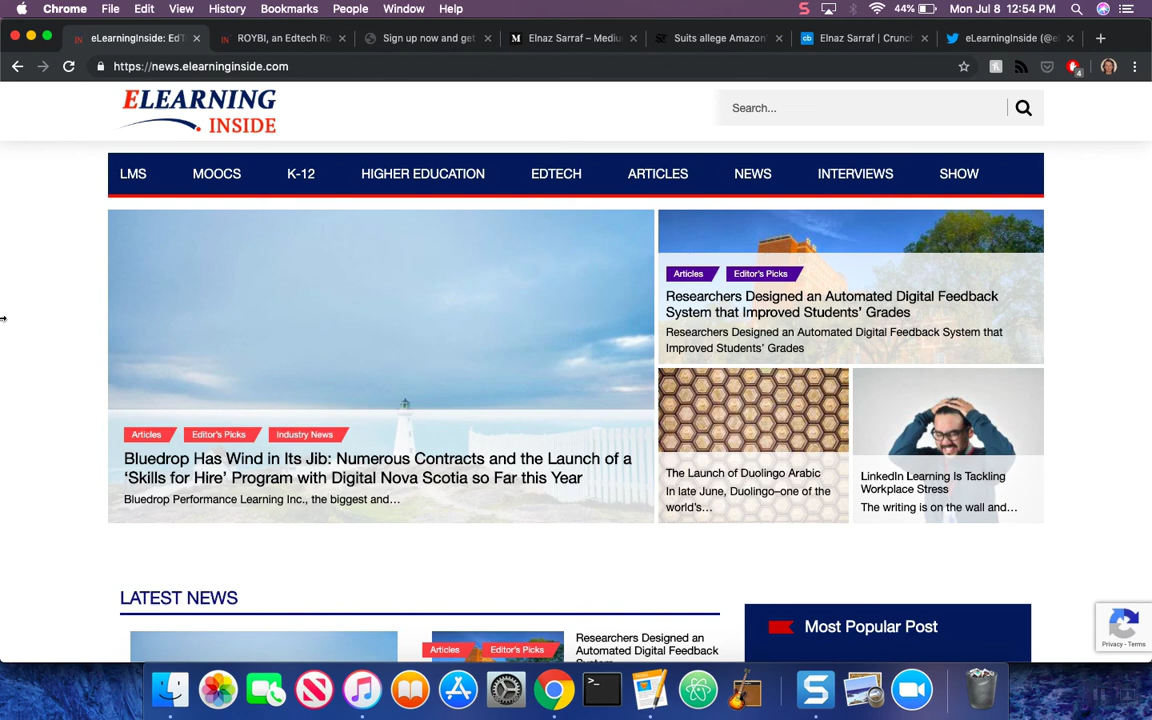 Chrome File Edit View History Bookmarks People Window Help
44% Mon Jul 8 12:54 PM
eLearningInside: EdT
ROYBI, an Edtech Ro
Sign up now and get
Elnaz Sarraf – Mediu
Suits allege Amazon
Elnaz Sarraf | Crunc
eLearningInside (@e
https://news.elearninginside.com
ELEARNING
INSIDE
Search...
LMS MOOCS K-12 HIGHER EDUCATION EDTECH ARTICLES NEWS INTERVIEWS SHOW
Articles Editor's Picks
Researchers Designed an Automated Digital Feedback
System that Improved Students' Grades
Researchers Designed an Automated Digital Feedback System that
Improved Students' Grades
Articles Editor's Picks Industry News
Bluedrop Has Wind in Its Jib: Numerous Contracts and the Launch of a
‘Skills for Hire’ Program with Digital Nova Scotia so Far this Year
Bluedrop Performance Learning Inc., the biggest and…
The Launch of Duolingo Arabic
In late June, Duolingo–one of the
world's…
LinkedIn Learning Is Tackling
Workplace Stress
The writing is on the wall and…
LATEST NEWS
Articles Editor's Picks
Researchers Designed an
Automated Digital Feedback
System
Most Popular Post
Privacy - Terms